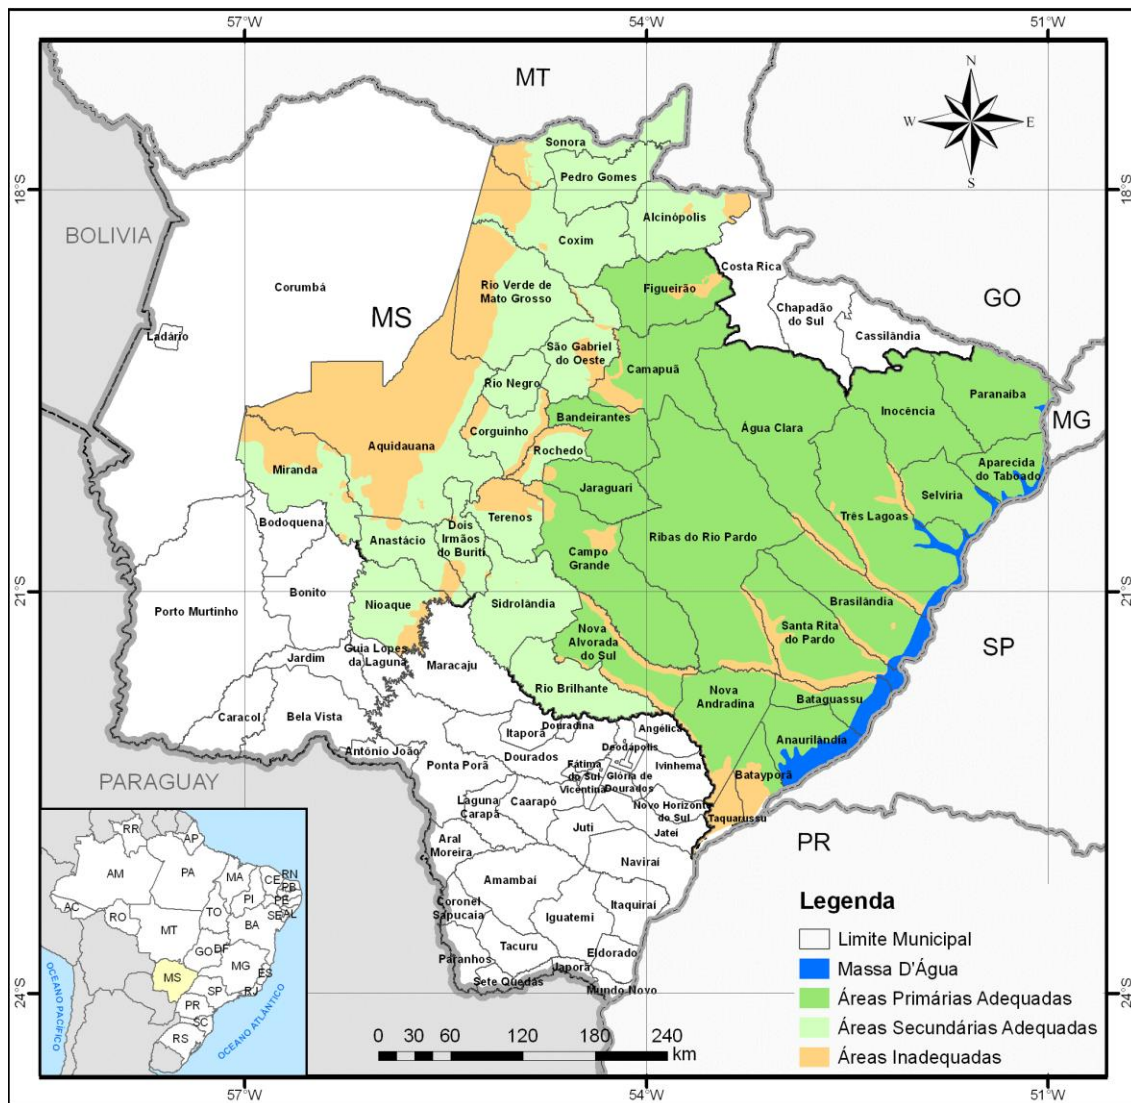 57°W
54°W
51°W
MT
N
W
E
S
Sonora
Pedro Gomes
18°S
18°S
Alcinópolis
BOLIVIA
Coxim
Costa Rica
Corumbá
Rio Verde de
Mato Grosso
Figueirão
GO
Chapadão
do Sul
MS
Cassilândia
Ladário
São Gabriel
do Oeste
Camapuã
Rio Negro
Paranaíba
Inocência
Bandeirantes
MG
Água Clara
Corguinho
Aquidauana
Rochedo
Aparecida
do Taboado
Miranda
Jaraguari
Selvíria
Terenos
Três Lagoas
Bodoquena
Dois
Irmãos
do Buriti
Anastácio
Ribas do Rio Pardo
Campo
Grande
21°S
21°S
Bonito
Brasilândia
Porto Murtinho
Nioaque
Sidrolândia
Santa Rita
do Pardo
Nova
Alvorada
do Sul
SP
Guia Lopes
da Laguna
Jardim
Maracaju
Rio Brilhante
Nova
Andradina
Bataguassu
Caracol
Bela Vista
Douradina
Itaporã
Angélica
Anaurilândia
Antônio João
Deodápolis
Dourados
Ponta Porã
Fátima
do Sul
Ivinhema
PARAGUAY
Glória de
Dourados
Vicentina
Batayporã
Laguna
Carapã
Caarapó
Novo Horizonte
do Sul
Taquarussu
Juti
Jateí
Aral
Moreira
PR
Naviraí
Amambaí
Coronel
Sapucaia
Itaquiraí
Iguatemi
Tacuru
Eldorado
Paranhos
Japorã
Sete Quedas
Mundo Novo
24°S
24°S
Legenda
Limite Municipal
Massa D'Água
Áreas Primárias Adequadas
Áreas Secundárias Adequadas
Áreas Inadequadas
0 30 60 120 180 240
km
RR
AP
AM
PA
MA
CE
RN
PB
PE
PI
AC
RO
TO
SE
AL
BA
MT
DF
GO
MG
MS
ES
SP
RJ
PR
SC
RS
OCEANO PACÍFICO
OCEANO ATLÂNTICO
57°W
54°W
51°W